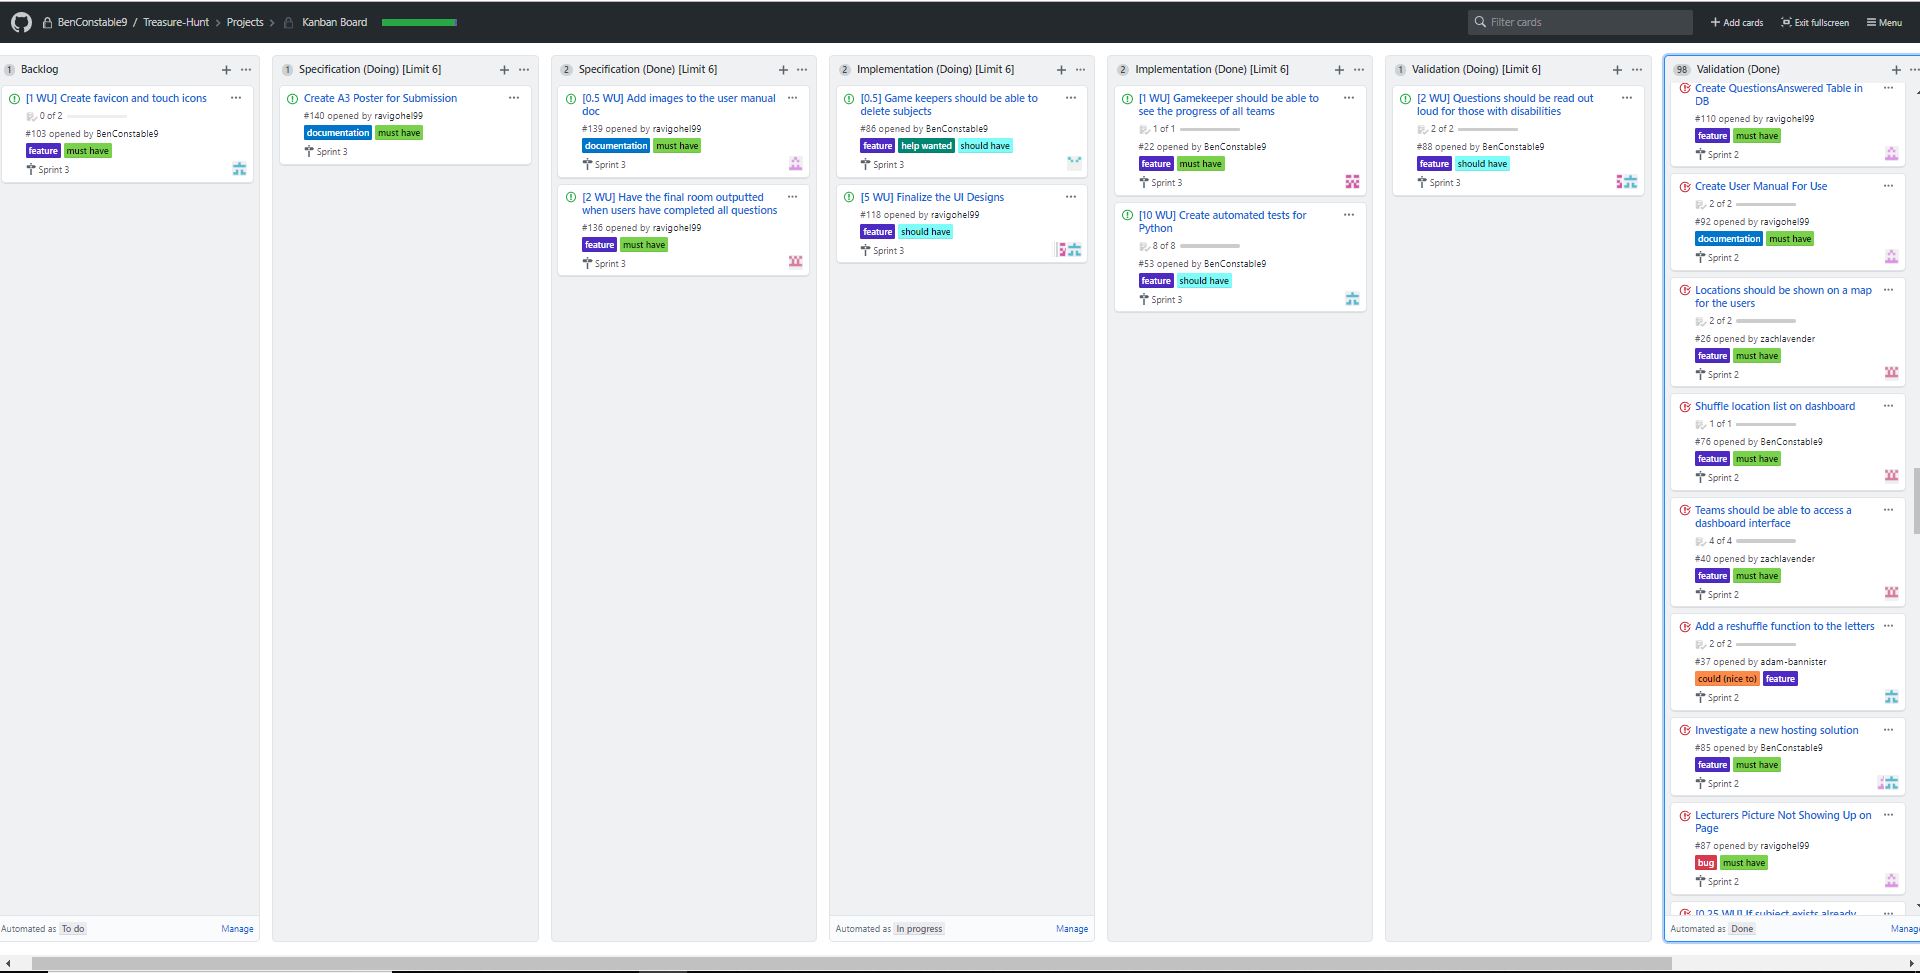 BenConstable9 / Treasure-Hunt > Projects > Kanban Board
Filter cards
Add cards
Exit fullscreen
Menu
1 Backlog
[1 WU] Create favicon and touch icons
0 of 2
#103 opened by BenConstable9
feature must have
Sprint 3
Automated as To do
Manage
1 Specification (Doing) [Limit 6]
Create A3 Poster for Submission
#140 opened by ravigohel99
documentation must have
Sprint 3
2 Specification (Done) [Limit 6]
[0.5 WU] Add images to the user manual
doc
#139 opened by ravigohel99
documentation must have
Sprint 3
[2 WU] Have the final room outputted
when users have completed all questions
#136 opened by ravigohel99
feature must have
Sprint 3
2 Implementation (Doing) [Limit 6]
[0.5] Game keepers should be able to
delete subjects
#86 opened by BenConstable9
feature help wanted should have
Sprint 3
[5 WU] Finalize the UI Designs
#118 opened by ravigohel99
feature should have
Sprint 3
Automated as In progress
Manage
2 Implementation (Done) [Limit 6]
[1 WU] Gamekeeper should be able to
see the progress of all teams
1 of 1
#22 opened by BenConstable9
feature must have
Sprint 3
[10 WU] Create automated tests for
Python
8 of 8
#53 opened by BenConstable9
feature should have
Sprint 3
1 Validation (Doing) [Limit 6]
[2 WU] Questions should be read out
loud for those with disabilities
2 of 2
#88 opened by BenConstable9
feature should have
Sprint 3
98 Validation (Done)
Create QuestionsAnswered Table in
DB
#110 opened by ravigohel99
feature must have
Sprint 2
Create User Manual For Use
2 of 2
#92 opened by ravigohel99
documentation must have
Sprint 2
Locations should be shown on a map
for the users
2 of 2
#26 opened by zachlavender
feature must have
Sprint 2
Shuffle location list on dashboard
1 of 1
#76 opened by BenConstable9
feature must have
Sprint 2
Teams should be able to access a
dashboard interface
4 of 4
#40 opened by zachlavender
feature must have
Sprint 2
Add a reshuffle function to the letters
2 of 2
#37 opened by adam-bannister
could (nice to) feature
Sprint 2
Investigate a new hosting solution
#85 opened by BenConstable9
feature must have
Sprint 2
Lecturers Picture Not Showing Up on
Page
#87 opened by ravigohel99
bug must have
Sprint 2
[0.25 WU] If subject exists already
Automated as Done
Manage